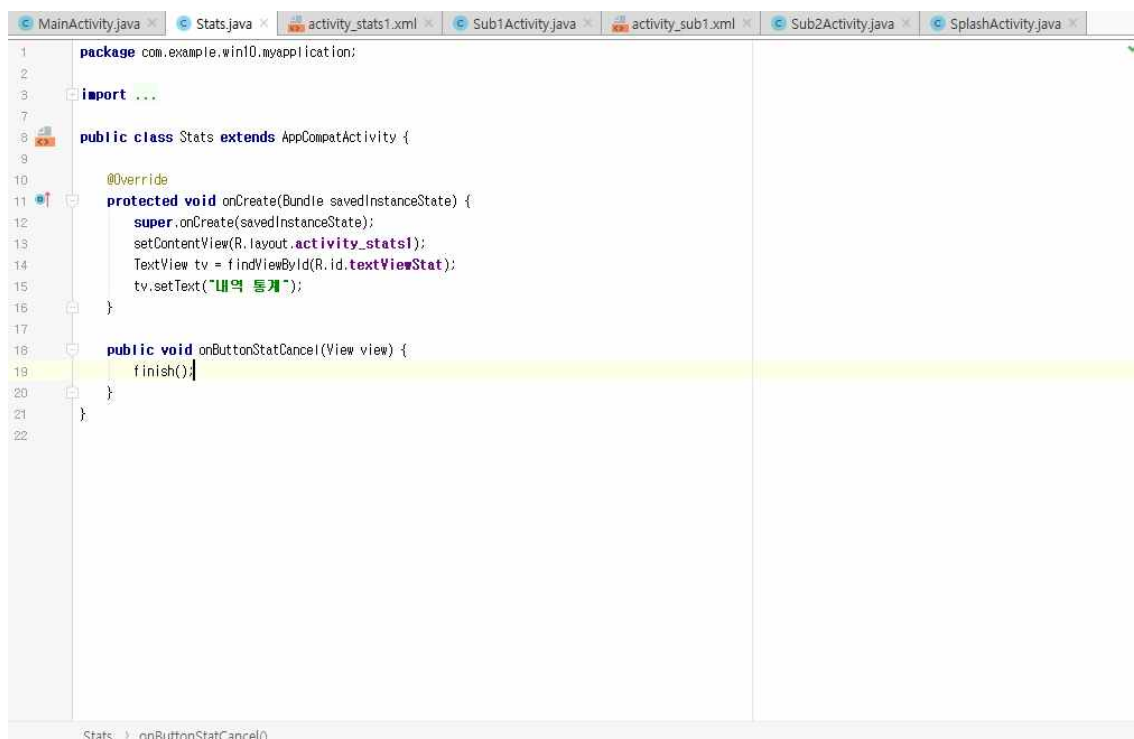 MainActivity.java Stats.java activity_stats1.xml Sub1Activity.java activity_sub1.xml Sub2Activity.java SplashActivity.java
1 package com.example.win10.myapplication;
2
3 import ...
7
8 public class Stats extends AppCompatActivity {
9
10 @Override
11 protected void onCreate(Bundle savedInstanceState) {
12 super.onCreate(savedInstanceState);
13 setContentView(R.layout.activity_stats1);
14 TextView tv = findViewById(R.id.textViewStat);
15 tv.setText("내역 통계");
16 }
17
18 public void onButtonStatCancel(View view) {
19 finish();
20 }
21 }
22
Stats > onButtonStatCancel()